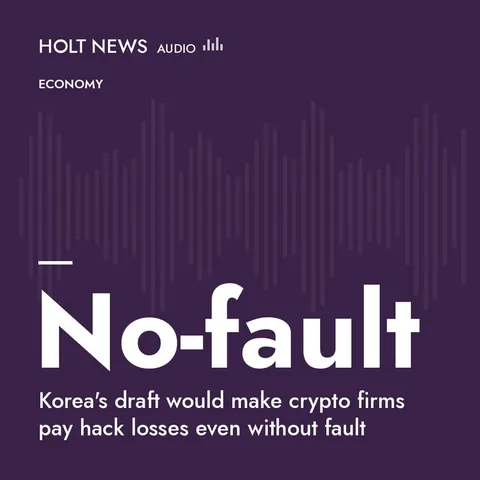 HOLT NEWS AUDIO
ECONOMY
No-fault
Korea's draft would make crypto firms
pay hack losses even without fault